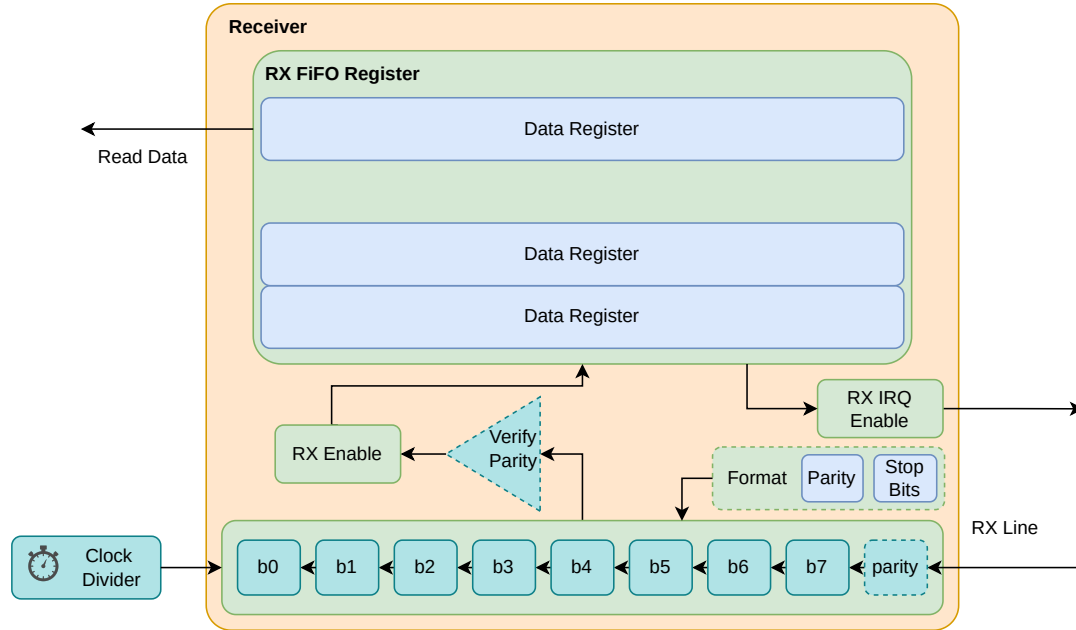 Receiver
RX FiFO Register
Data Register
Read Data
Data Register
Data Register
RX IRQ
Enable
Verify
Parity
RX Enable
Format
Parity
Stop
Bits
RX Line
Clock
Divider
b0
b1
b2
b3
b4
b5
b6
b7
parity